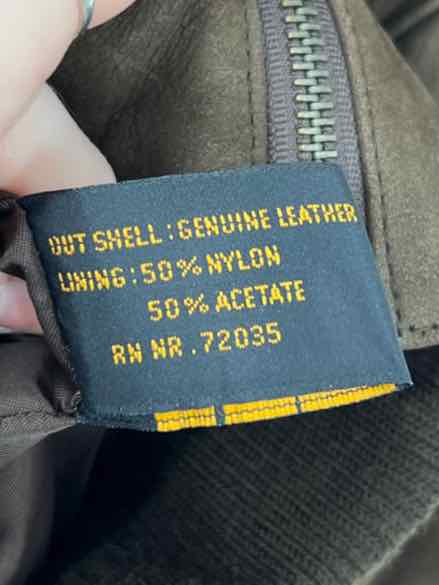 OUT SHELL: GENUINE LEATHER
LINING: 50% NYLON
50% ACETATE
RN NR. 72035